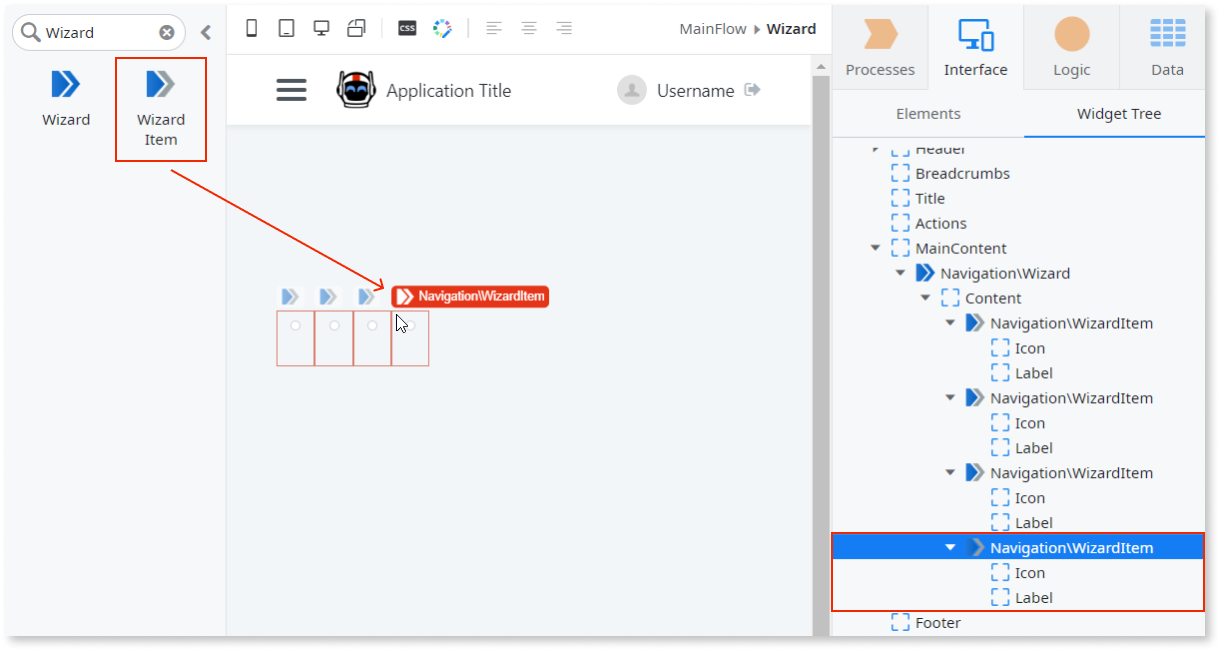 Wizard
Wizard
Wizard
Item
CSS
MainFlow Wizard
Application Title
Username
Navigation\WizardItem
Processes
Interface
Logic
Data
Elements
Widget Tree
Header
Breadcrumbs
Title
Actions
MainContent
Navigation\Wizard
Content
Navigation\WizardItem
Icon
Label
Navigation\WizardItem
Icon
Label
Navigation\WizardItem
Icon
Label
Navigation\WizardItem
Icon
Label
Footer